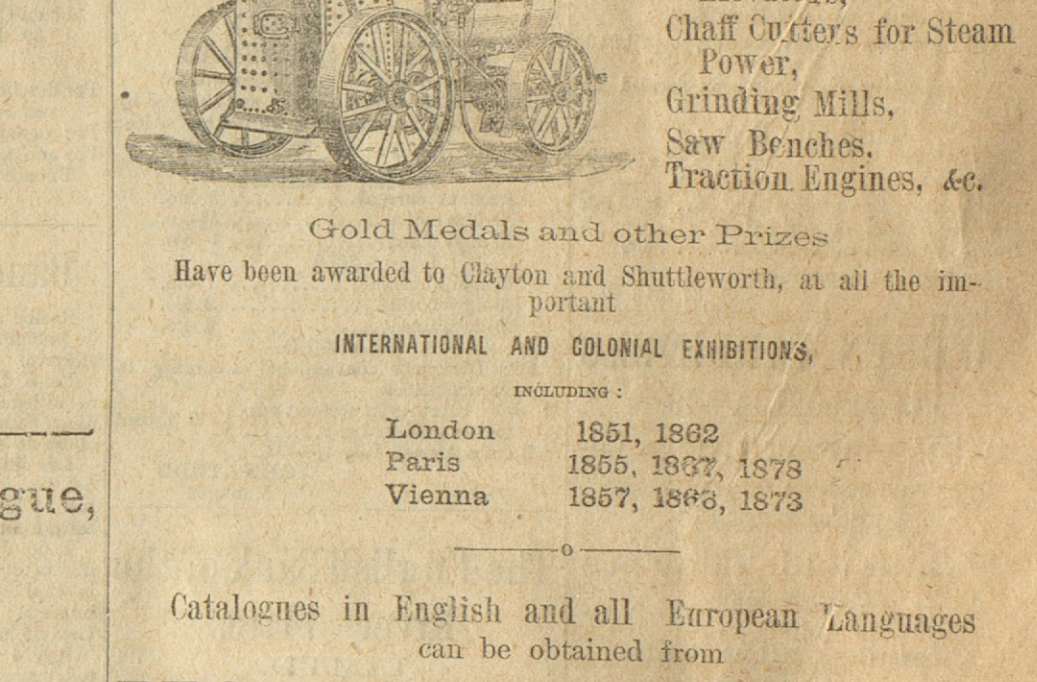 Chaff Cutters for Steam
Power,
Grinding Mills,
Saw Benches.
Traction Engines, &c.
Gold Medals and other Prizes
Have been awarded to Clayton and Shuttleworth, at all the im-
portant
INTERNATIONAL AND COLONIAL EXHIBITIONS,
INCLUDING :
London 1851, 1862
Paris 1855, 1867, 1878
Vienna 1857, 1873
gue,
o
Catalogues in English and all European Languages
can be obtained from